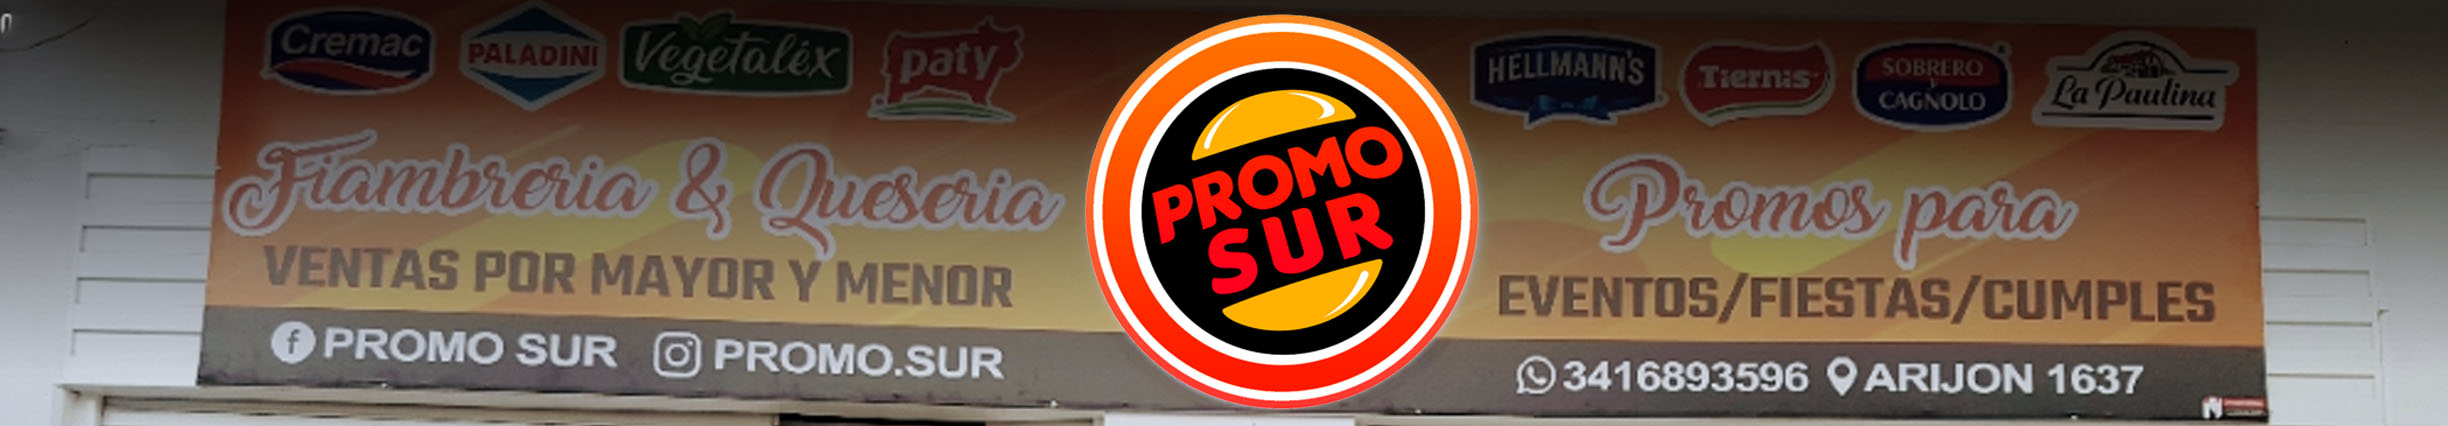 Cremac
PALADINI
Vegetaléx
paty
Fiambreria & Queseria
VENTAS POR MAYOR Y MENOR
PROMO SUR PROMO.SUR
PROMO
SUR
HELLMANN'S
Tiernis
SOBRERO
Y
CAGNOLO
La Paulina
Promos para
EVENTOS/FIESTAS/CUMPLES
3416893596 ARIJON 1637